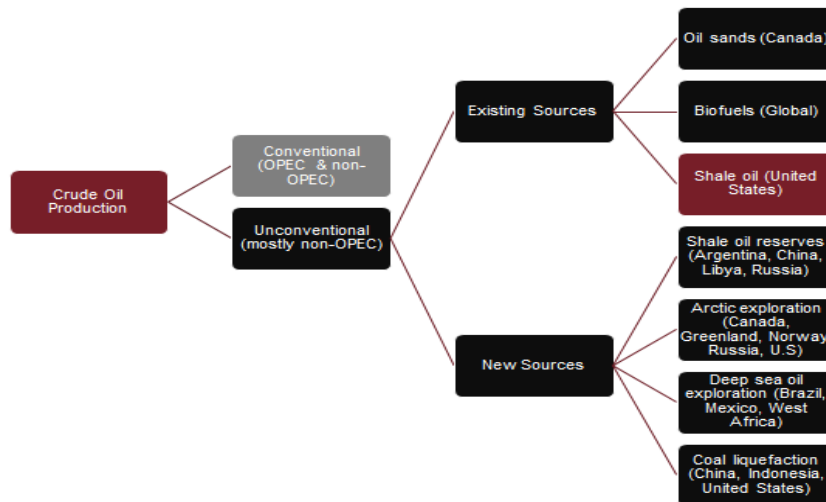 Crude Oil
Production
Conventional
(OPEC & non-
OPEC)
Unconventional
(mostly non-OPEC)
Existing Sources
New Sources
Oil sands (Canada)
Biofuels (Global)
Shale oil (United
States)
Shale oil reserves
(Argentina, China,
Libya, Russia)
Arctic exploration
(Canada,
Greenland, Norway,
Russia, U.S)
Deep sea oil
exploration (Brazil,
Mexico, West
Africa)
Coal liquefaction
(China, Indonesia,
United States)